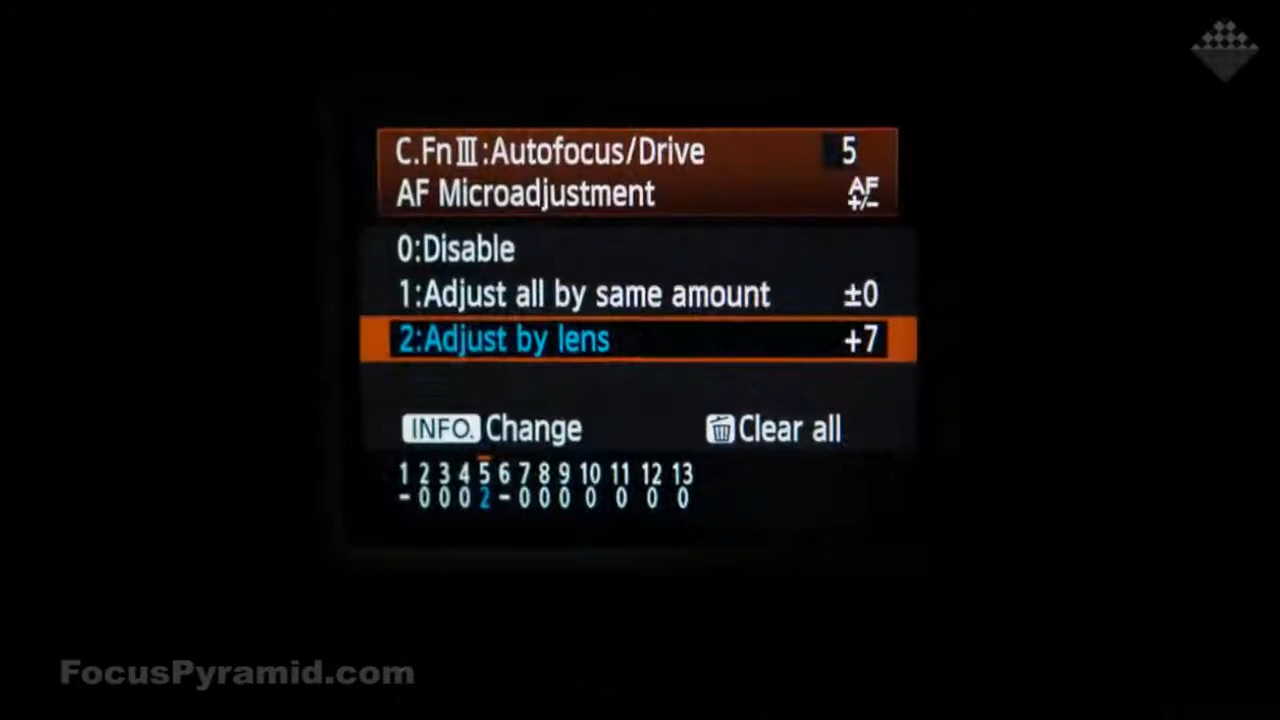 C.FnⅢ:Autofocus/Drive 5
AF Microadjustment AF +/−
0:Disable
1:Adjust all by same amount ±0
2:Adjust by lens +7
INFO. Change Clear all
1 2 3 4 5 6 7 8 9 10 11 12 13
– 0 0 0 2 – 0 0 0 0 0 0 0
FocusPyramid.com